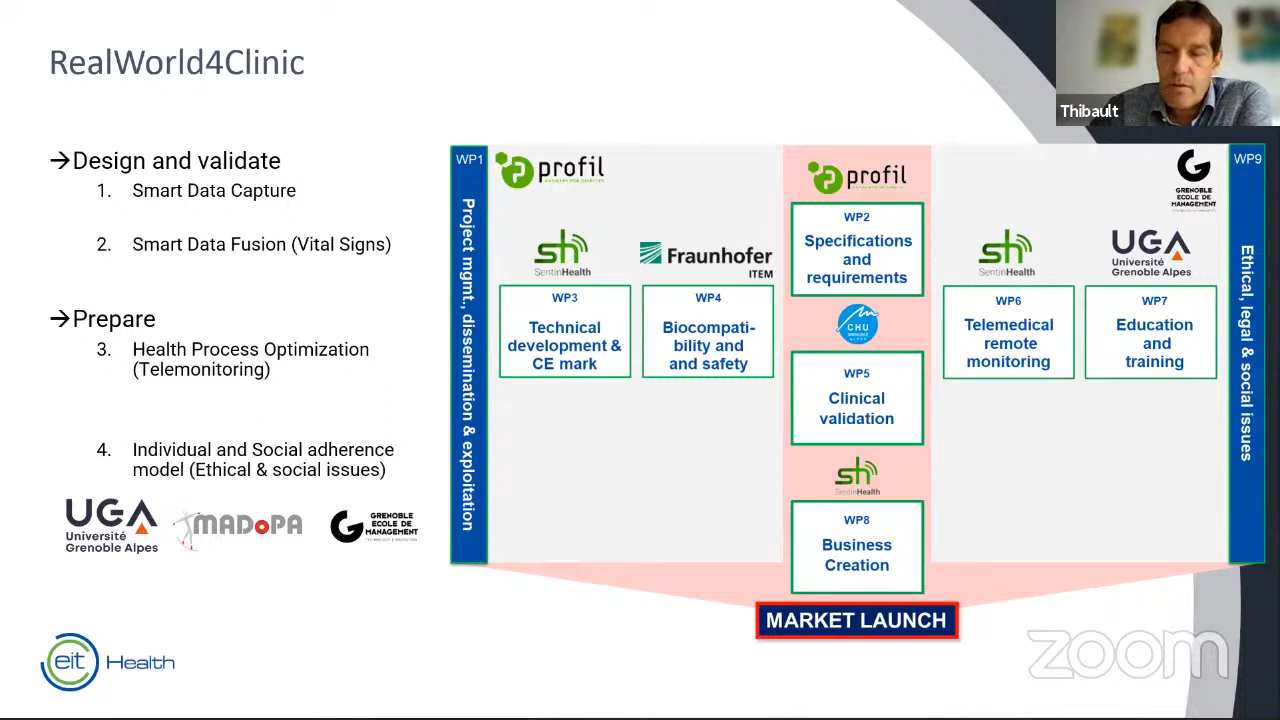 RealWorld4Clinic
Thibault
→Design and validate
1. Smart Data Capture
2. Smart Data Fusion (Vital Signs)
→Prepare
3. Health Process Optimization
(Telemonitoring)
4. Individual and Social adherence
model (Ethical & social issues)
UGA
Université
Grenoble Alpes
MADoPA
GRENOBLE
ECOLE DE
MANAGEMENT
eit Health
WP1
Project mgmt., dissemination & exploitation
profil
sh
SentinHealth
WP3
Technical
development &
CE mark
Fraunhofer
ITEM
WP4
Biocompati-
bility and
and safety
profil
WP2
Specifications
and
requirements
CHU
WP5
Clinical
validation
sh
SentinHealth
WP8
Business
Creation
GRENOBLE
ECOLE DE
MANAGEMENT
sh
SentinHealth
WP6
Telemedical
remote
monitoring
UGA
Université
Grenoble Alpes
WP7
Education
and
training
WP9
Ethical, legal & social issues
MARKET LAUNCH
zoom